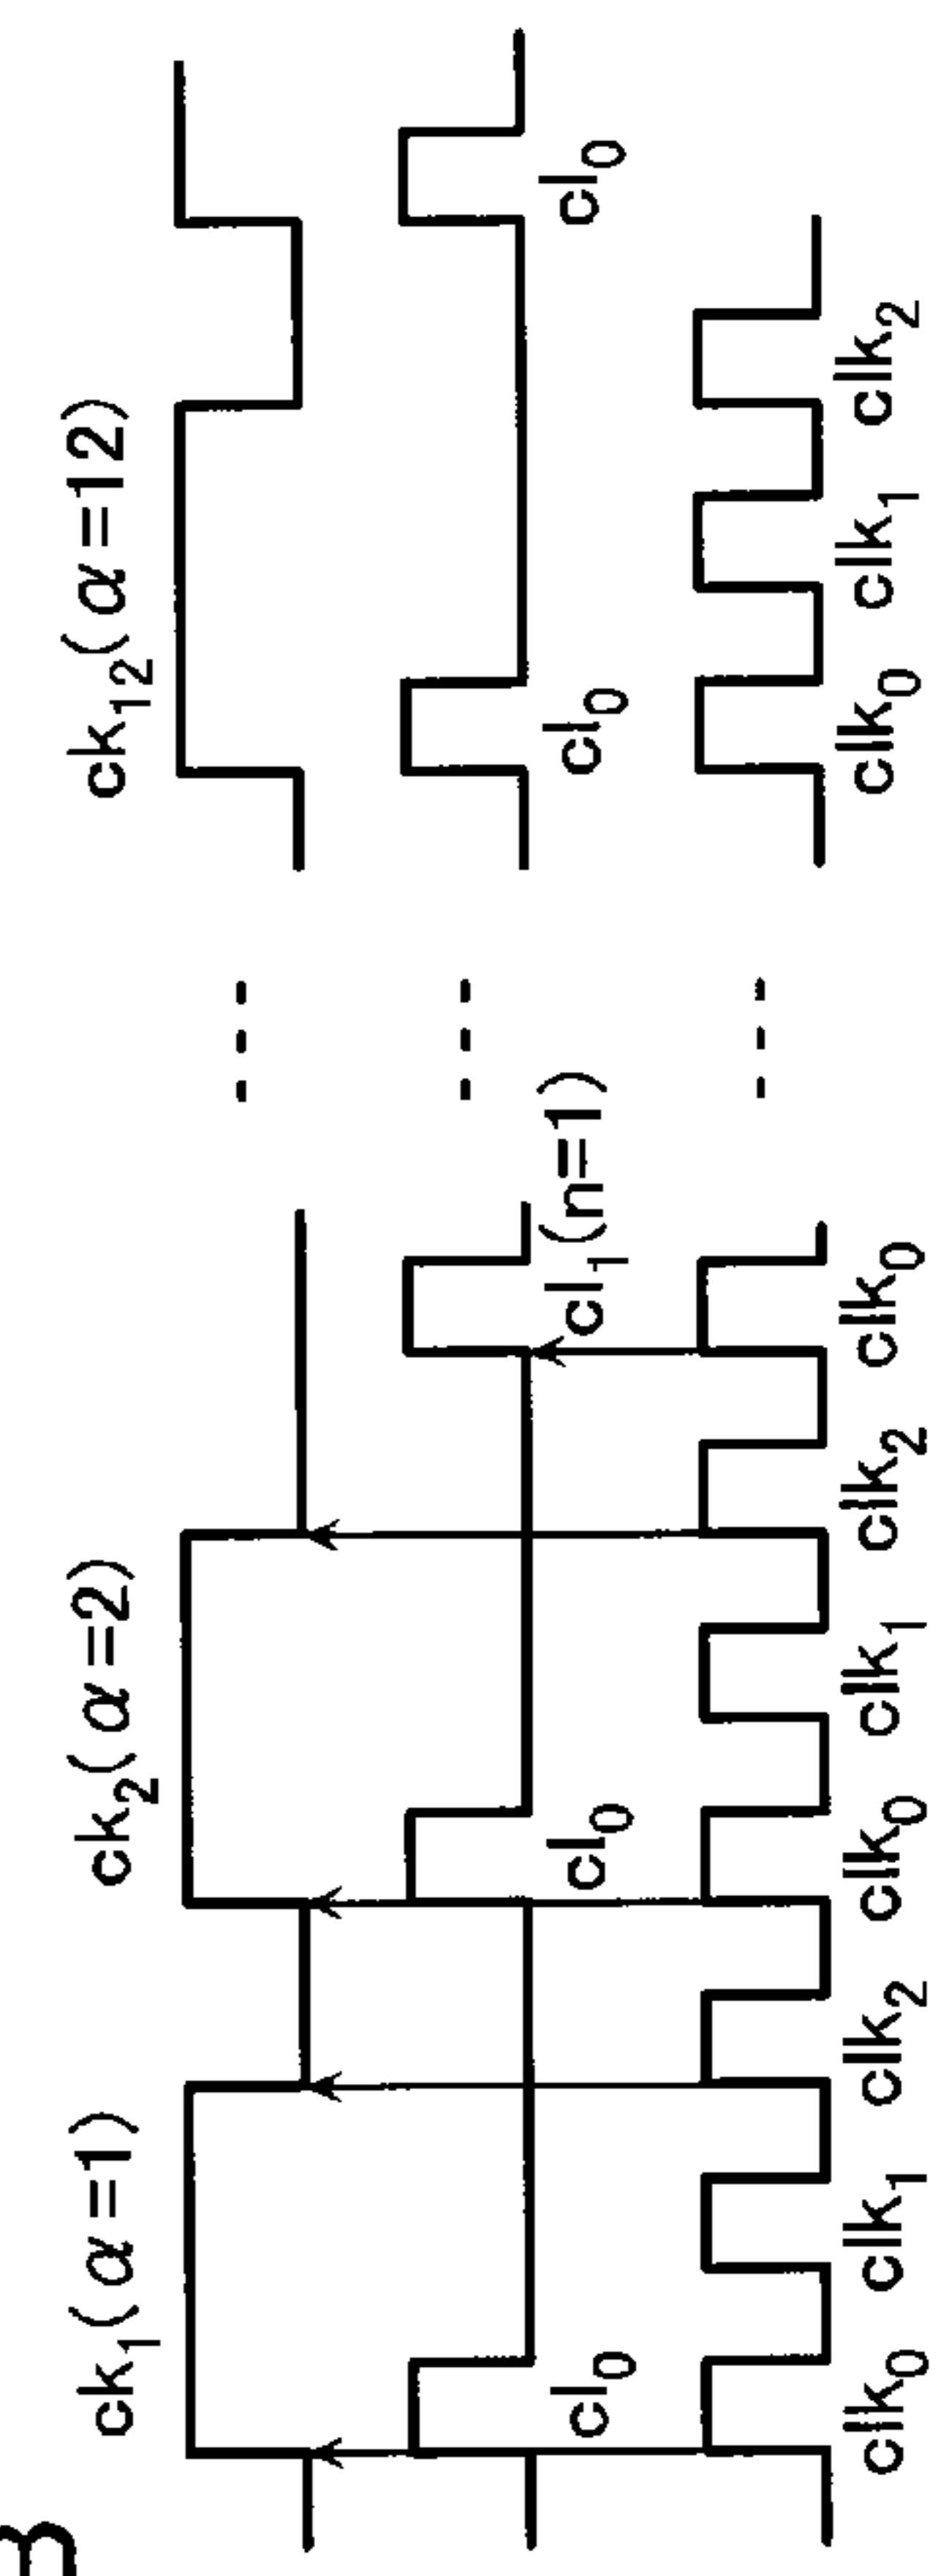 B
ck1(α=1) ck2(α=2) ck12(α=12)
cl0 cl0 cl1(n=1) cl0 cl0
clk0 clk1 clk2 clk0 clk1 clk2 clk0 clk0 clk1 clk2